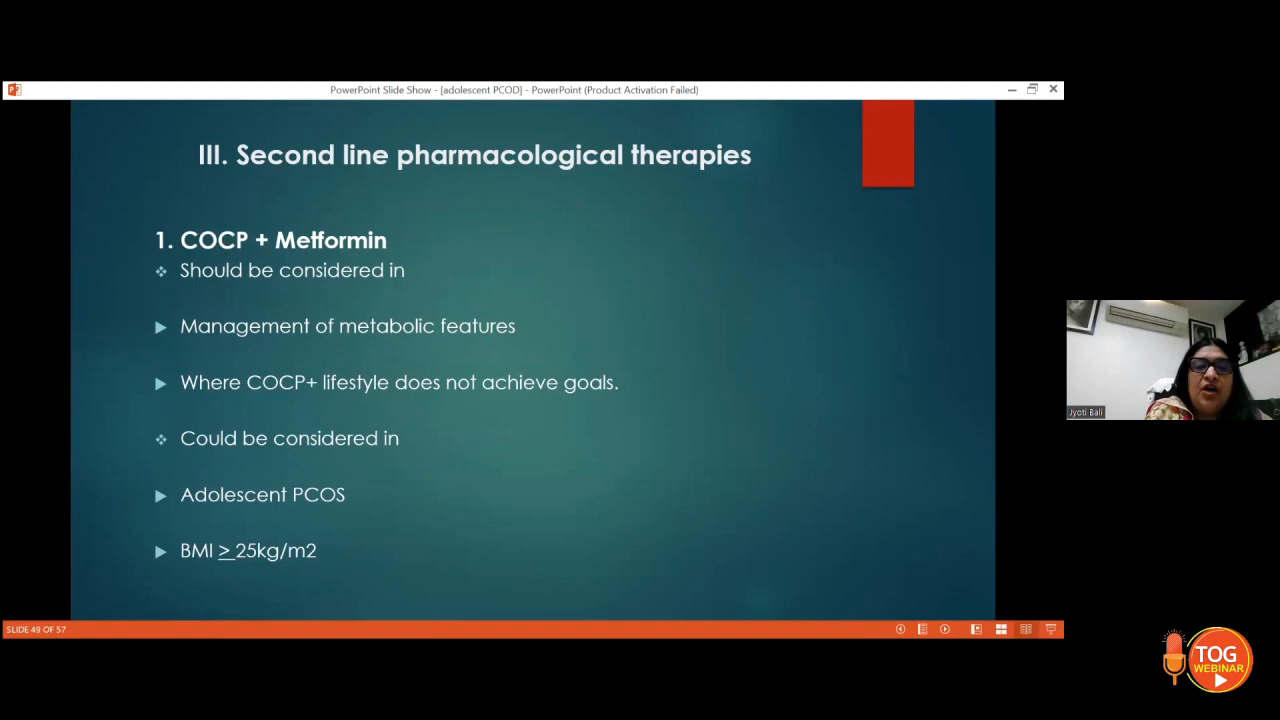 PowerPoint Slide Show - [adolescent PCOD] - PowerPoint (Product Activation Failed)
III. Second line pharmacological therapies
1. COCP + Metformin
Should be considered in
Management of metabolic features
Where COCP+ lifestyle does not achieve goals.
Could be considered in
Adolescent PCOS
BMI ≥ 25kg/m2
Jyoti Bali
SLIDE 49 OF 57
TOG
WEBINAR